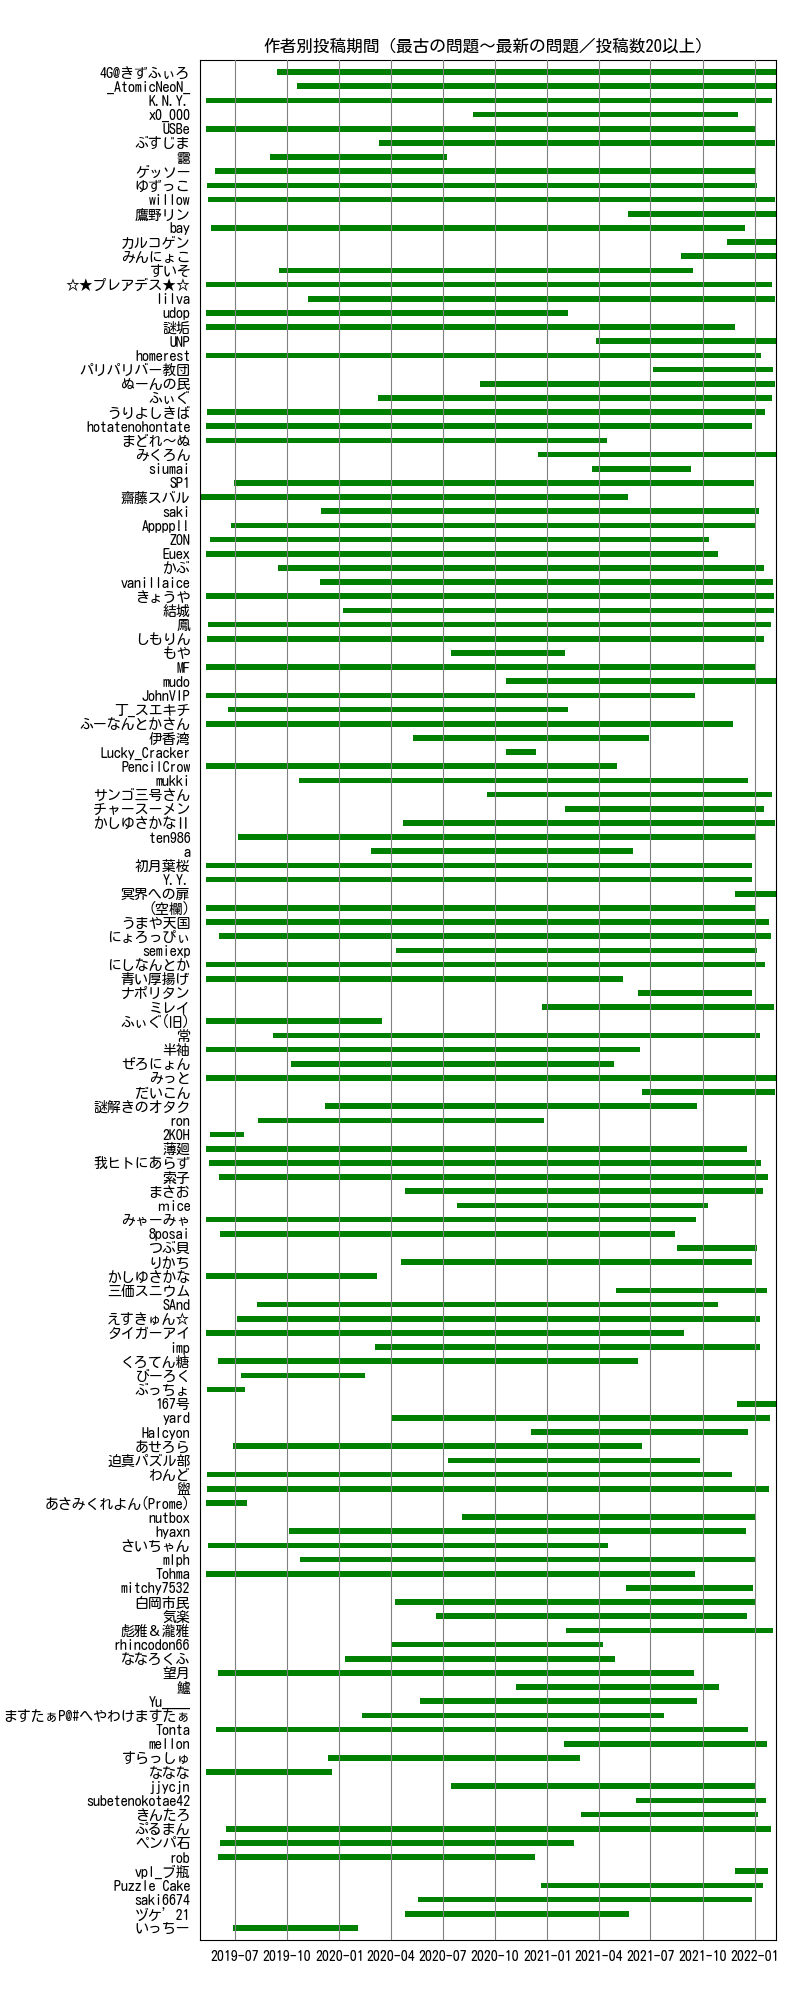 作者別投稿期間（最古の問題～最新の問題／投稿数20以上）
4G@きずふぃろ
_AtomicNeoN_
K.N.Y.
x0_000
USBe
ぷすじま
靄
ゲッソー
ゆずっこ
willow
鷹野リン
bay
カルコゲン
みんにょこ
すいそ
☆★プレアデス★☆
lilva
udop
謎垢
UNP
homerest
パリパリバー教団
ぬーんの民
ふぃぐ
うりよしきば
hotatenohontate
まどれ～ぬ
みくろん
siumai
SP1
齋藤スバル
saki
Apppp!!
ZON
Euex
かぶ
vanillaice
きょうや
結城
鳳
しもりん
もや
MF
mudo
JohnVIP
丁_スエキチ
ふーなんとかさん
伊香湾
Lucky_Cracker
PencilCrow
mukki
サンゴ三号さん
チャースーメン
かしゆさかなII
ten986
a
初月葉桜
Y.Y.
冥界への扉
(空欄)
うまや天国
にょろっぴぃ
semiexp
にしなんとか
青い厚揚げ
ナポリタン
ミレイ
ふぃぐ(旧)
常
半袖
ぜろにょん
みっと
だいこん
謎解きのオタク
ron
2KOH
薄廻
我ヒトにあらず
索子
まさお
mice
みゃーみゃ
8posai
つぶ貝
りかち
かしゆさかな
三価スニウム
SAnd
えすきゅん☆
タイガーアイ
imp
くろてん糖
びーろく
ぶっちょ
167号
yard
Halcyon
あせろら
迫真パズル部
わんど
盥
あさみくれよん(Prome)
nutbox
hyaxn
さいちゃん
mlph
Tohma
mitchy7532
白岡市民
気楽
彪雅＆瀧雅
rhincodon66
ななろくふ
望月
鱸
Yu____
ますたぁP@#へやわけますたぁ
Tonta
mellon
すらっしゅ
ななな
jjycjn
subetenokotae42
きんたろ
ぷるまん
ペンパ石
rob
vpl_ブ瓶
Puzzle Cake
saki6674
ヅケ’21
いっちー
2019-07 2019-10 2020-01 2020-04 2020-07 2020-10 2021-01 2021-04 2021-07 2021-10 2022-01